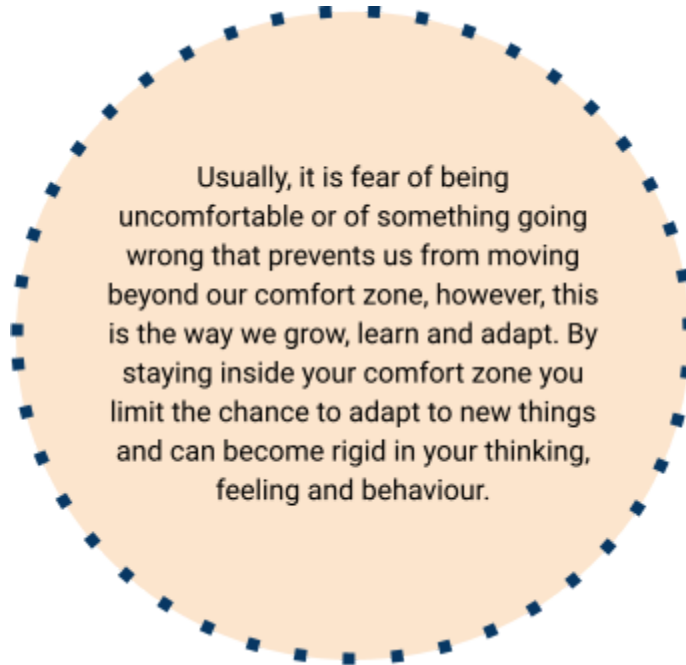 Usually, it is fear of being
uncomfortable or of something going
wrong that prevents us from moving
beyond our comfort zone, however, this
is the way we grow, learn and adapt. By
staying inside your comfort zone you
limit the chance to adapt to new things
and can become rigid in your thinking,
feeling and behaviour.